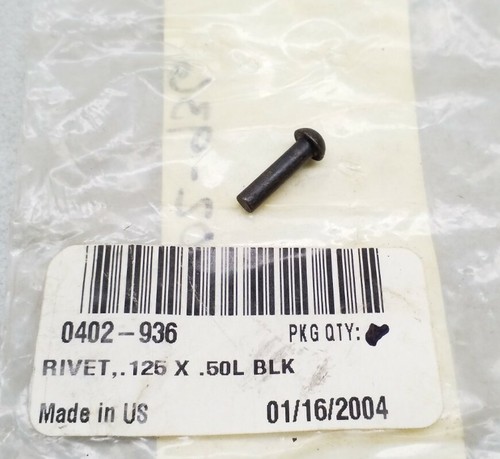 0402-936 PKG QTY:
RIVET,.125 X .50L BLK
Made in US 01/16/2004